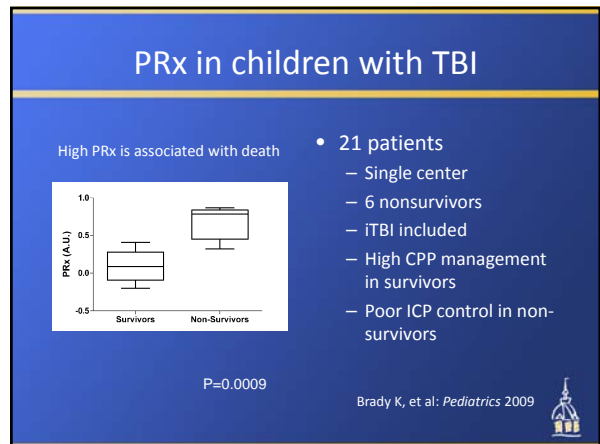 PRx in children with TBI
High PRx is associated with death
1.0
0.5
0.0
-0.5
PRx (A.U.)
Survivors
Non-Survivors
P=0.0009
• 21 patients
– Single center
– 6 nonsurvivors
– iTBI included
– High CPP management
in survivors
– Poor ICP control in non-
survivors
Brady K, et al: Pediatrics 2009